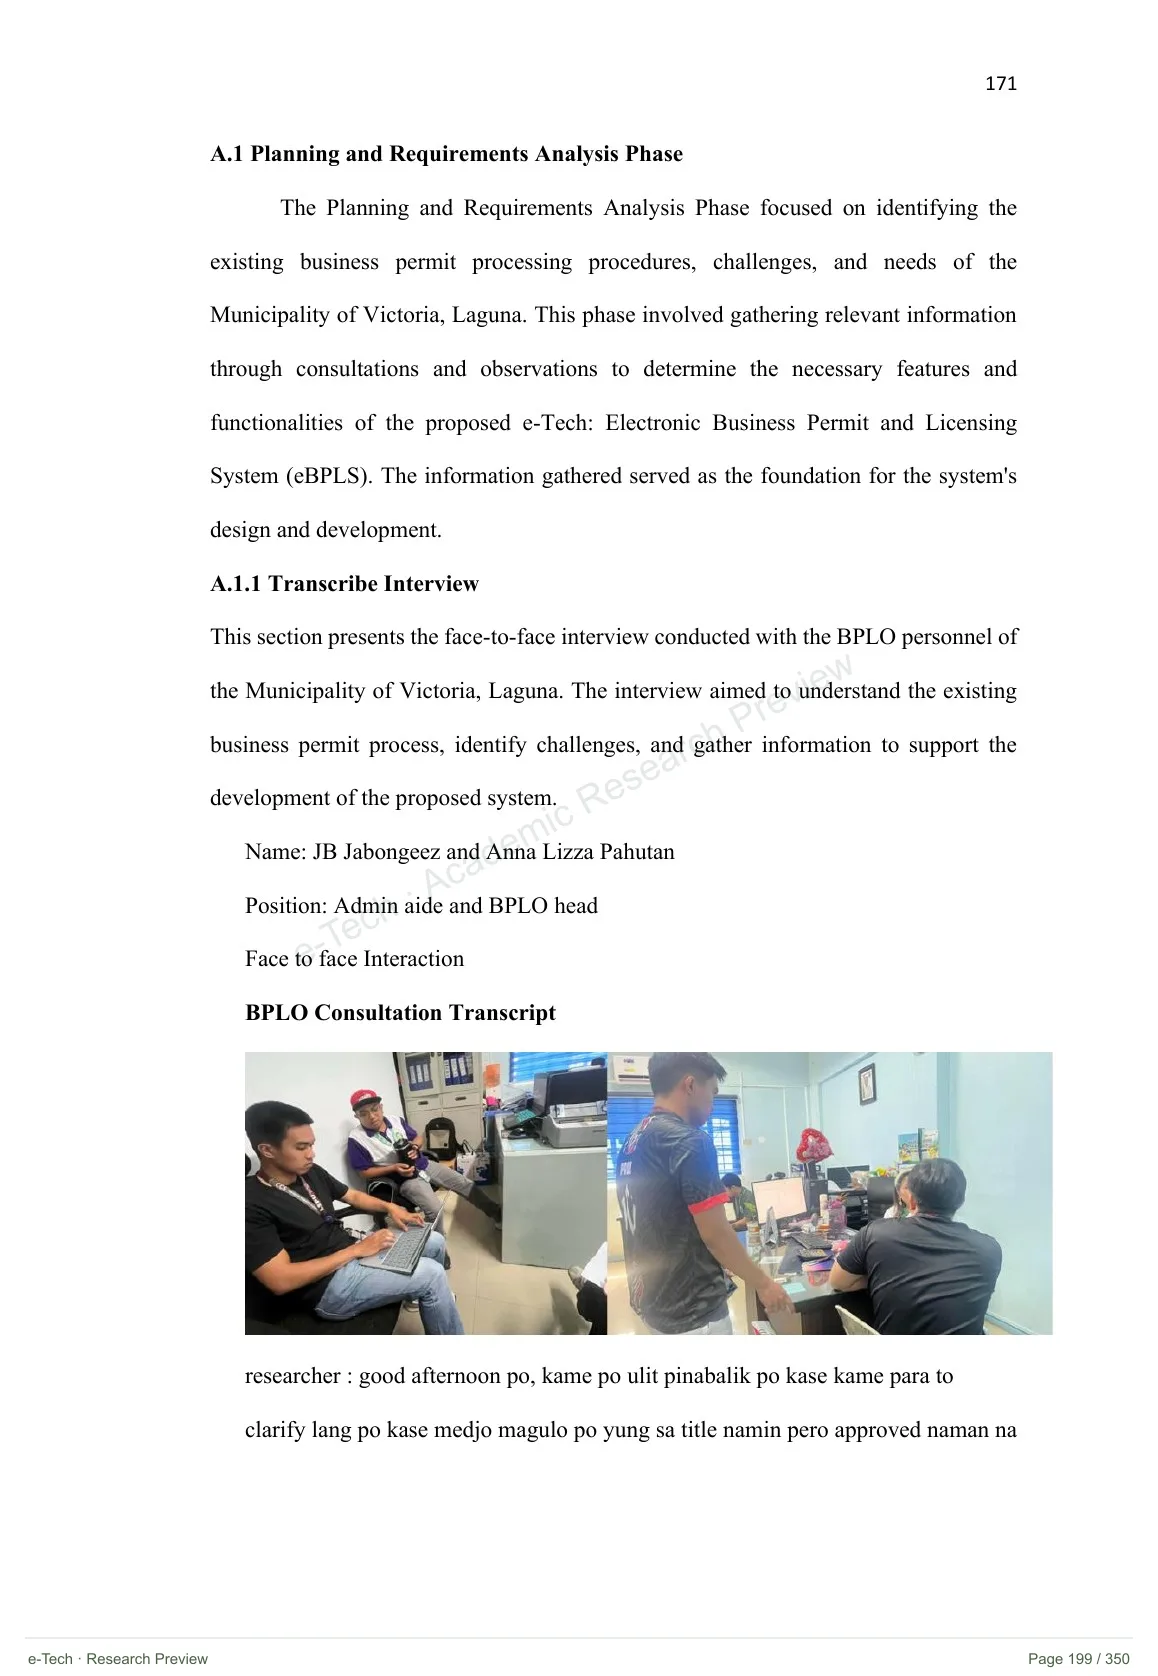 171
A.1 Planning and Requirements Analysis Phase
The Planning and Requirements Analysis Phase focused on identifying the
existing business permit processing procedures, challenges, and needs of the
Municipality of Victoria, Laguna. This phase involved gathering relevant information
through consultations and observations to determine the necessary features and
functionalities of the proposed e-Tech: Electronic Business Permit and Licensing
System (eBPLS). The information gathered served as the foundation for the system's
design and development.
A.1.1 Transcribe Interview
This section presents the face-to-face interview conducted with the BPLO personnel of
the Municipality of Victoria, Laguna. The interview aimed to understand the existing
business permit process, identify challenges, and gather information to support the
development of the proposed system.
e-Tech · Academic Research Preview
Name: JB Jabongeez and Anna Lizza Pahutan
Position: Admin aide and BPLO head
Face to face Interaction
BPLO Consultation Transcript
researcher : good afternoon po, kame po ulit pinabalik po kase kame para to
clarify lang po kase medjo magulo po yung sa title namin pero approved naman na
e-Tech · Research Preview
Page 199 / 350